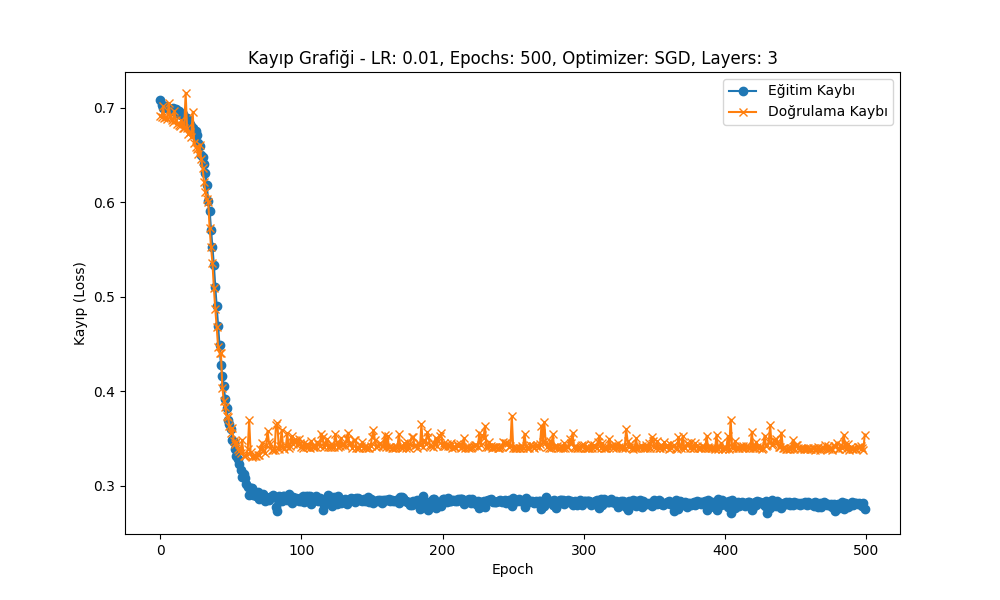 Kayıp Grafiği - LR: 0.01, Epochs: 500, Optimizer: SGD, Layers: 3
Eğitim Kaybı
Doğrulama Kaybı
Kayıp (Loss)
0.7
0.6
0.5
0.4
0.3
0 100 200 300 400 500
Epoch